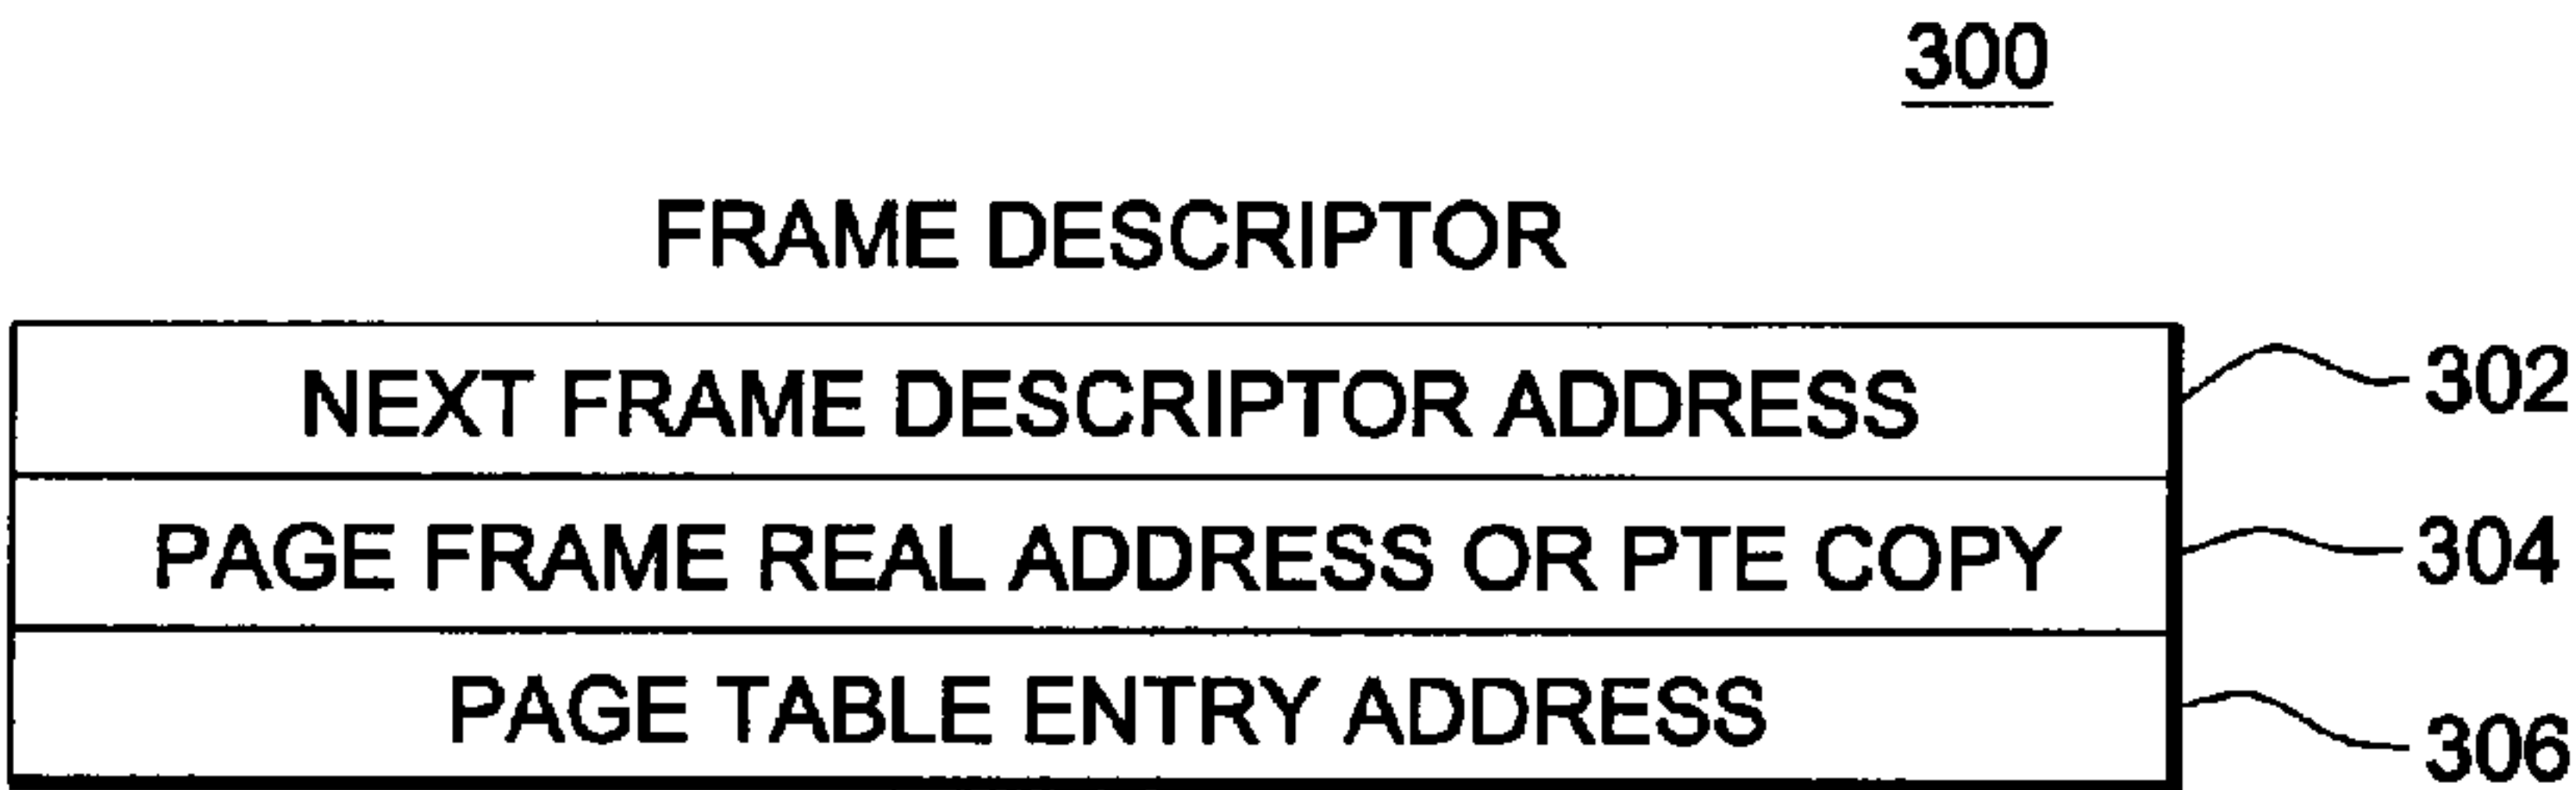 300
FRAME DESCRIPTOR
NEXT FRAME DESCRIPTOR ADDRESS 302
PAGE FRAME REAL ADDRESS OR PTE COPY 304
PAGE TABLE ENTRY ADDRESS 306